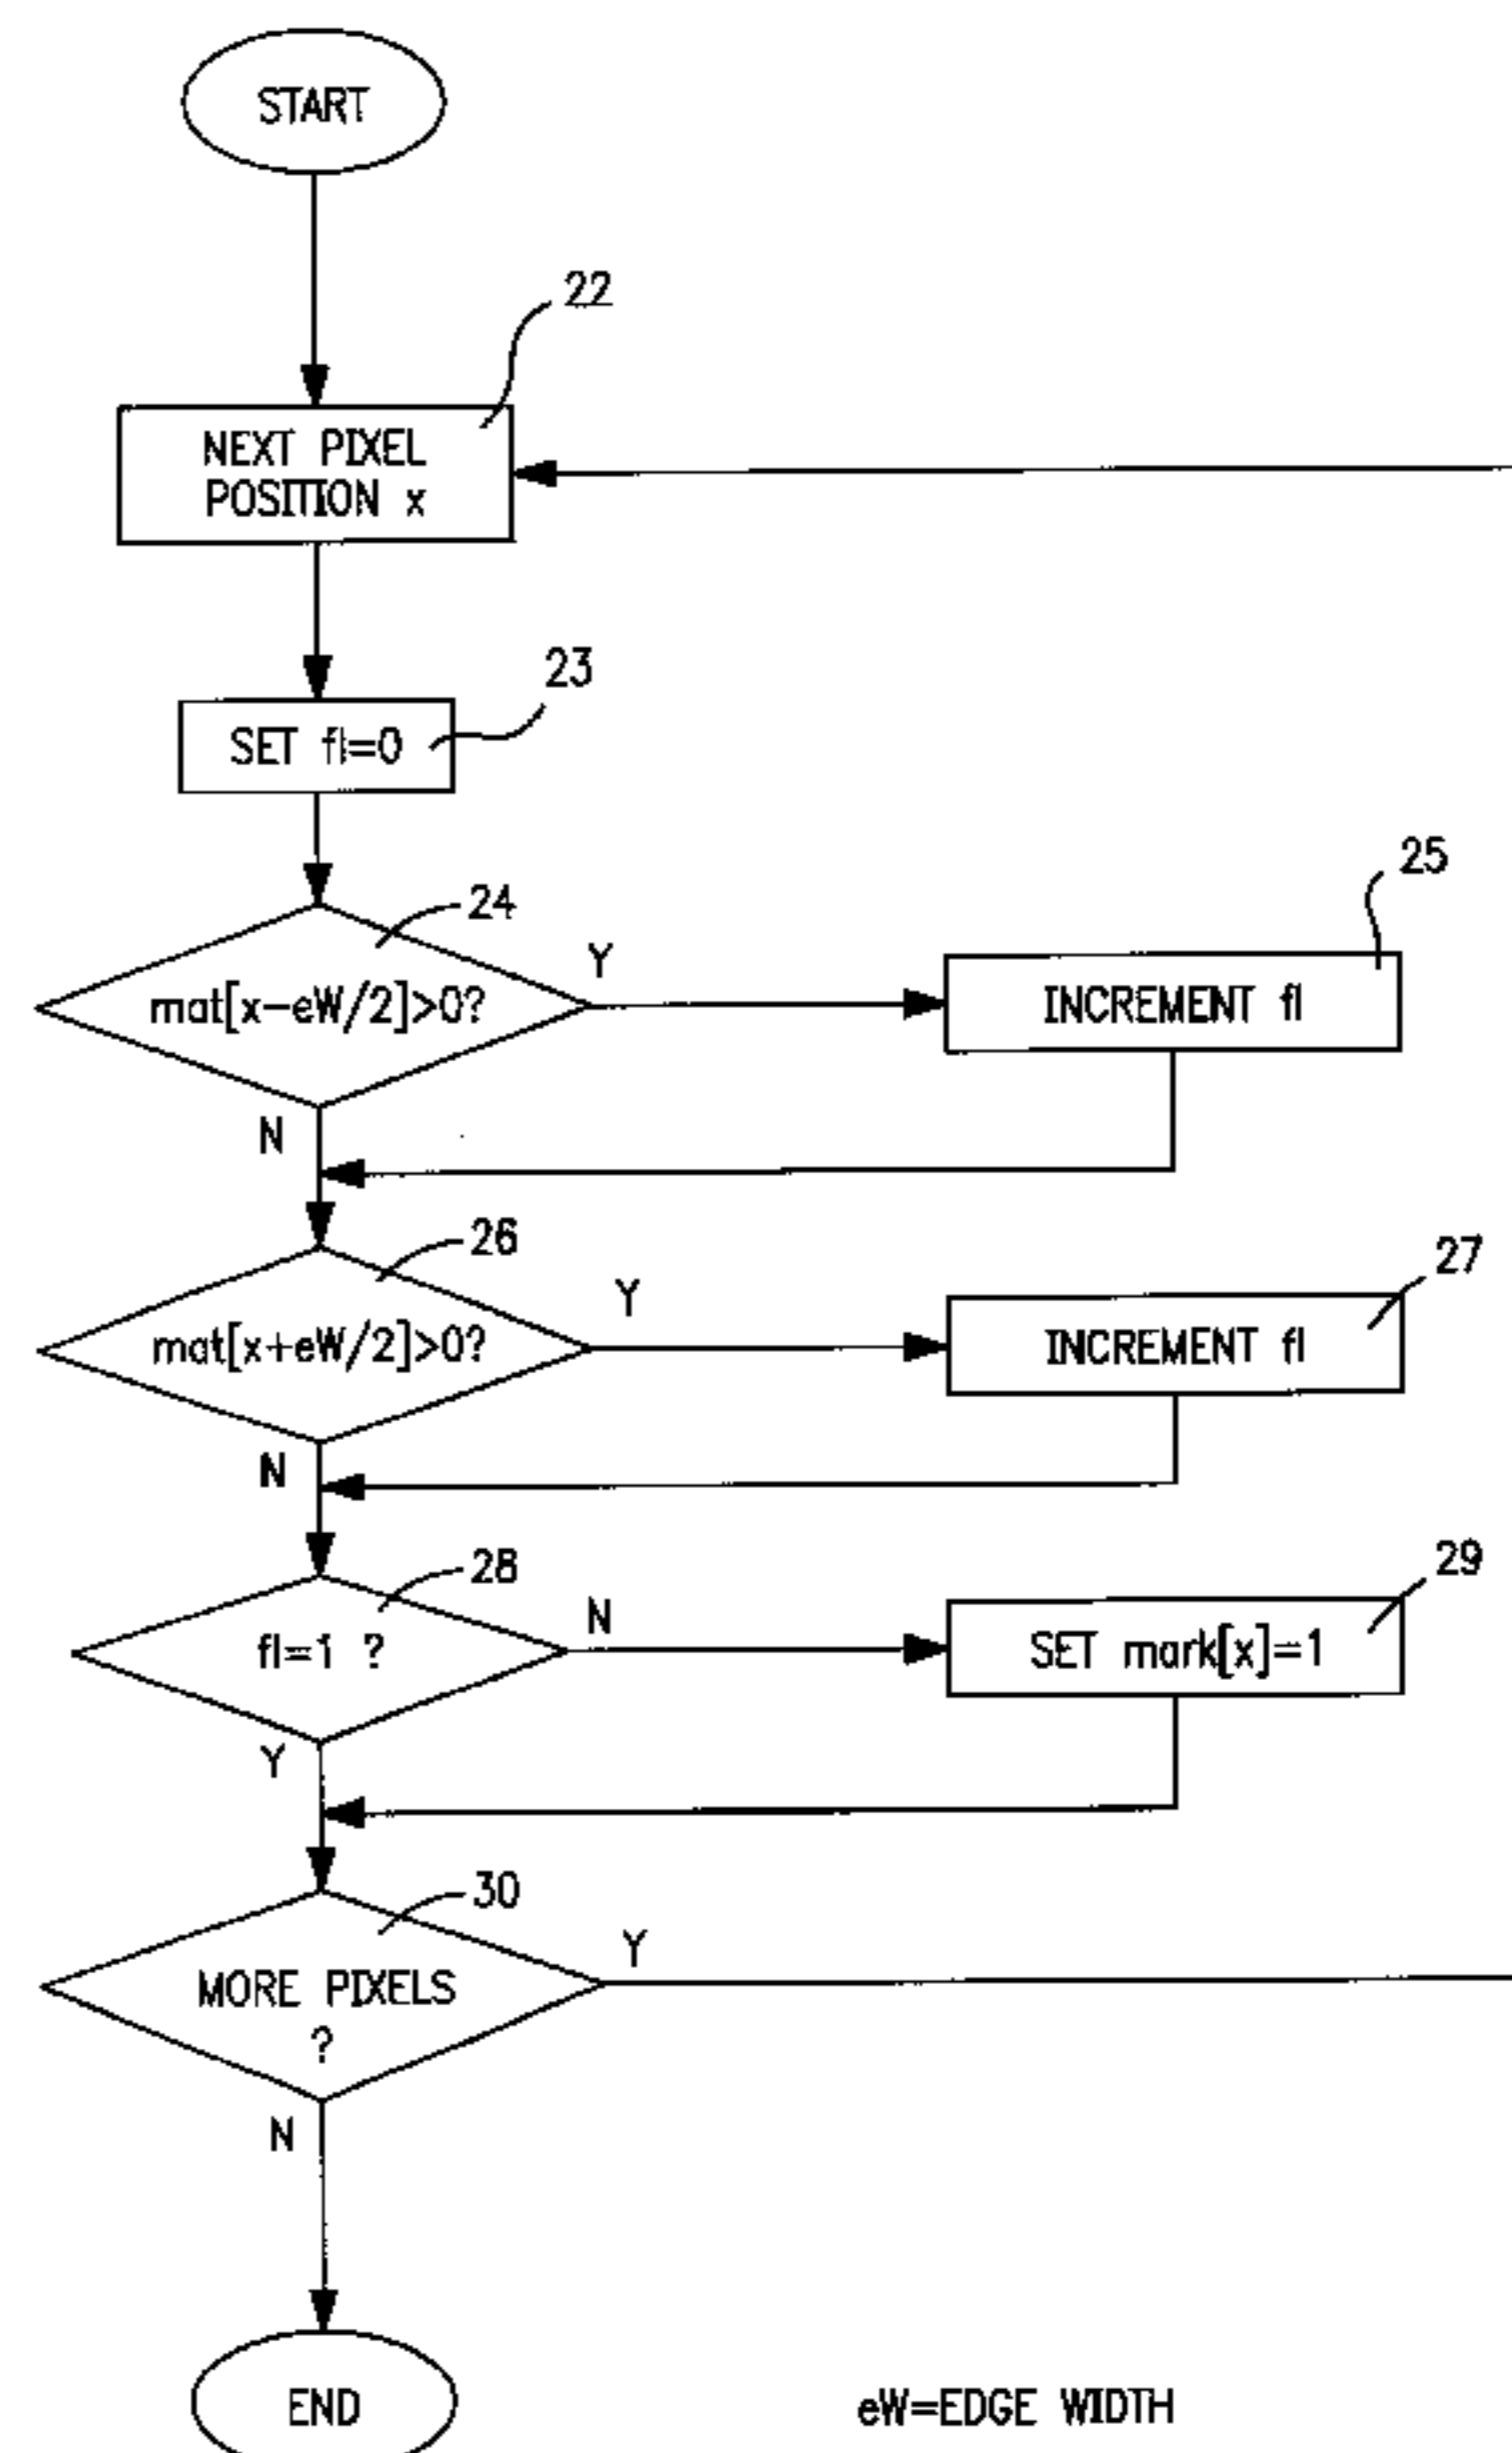 START
22
NEXT PIXEL
POSITION x
23
SET fl=0
24
25
mat[x-eW/2]>0?
Y
INCREMENT fl
N
26
27
mat[x+eW/2]>0?
Y
INCREMENT fl
N
28
29
fl=1 ?
N
SET mark[x]=1
Y
30
MORE PIXELS
?
Y
N
END
eW=EDGE WIDTH